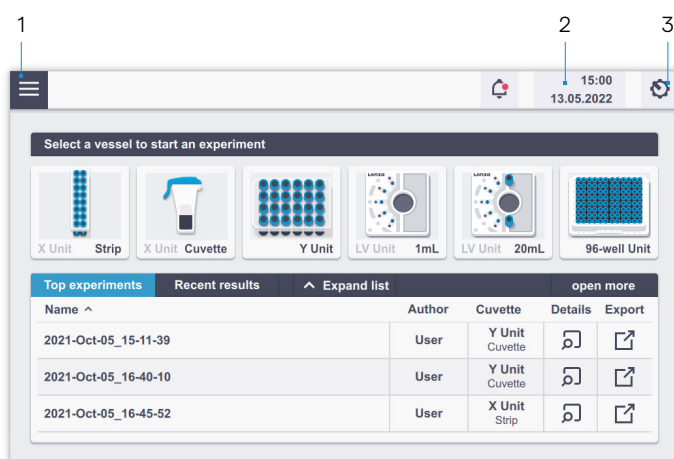 1 2 3
15:00
13.05.2022
Select a vessel to start an experiment
Lonza Lonza
X Unit Strip X Unit Cuvette Y Unit LV Unit 1mL LV Unit 20mL 96-well Unit
Top experiments Recent results Expand list open more
Name Author Cuvette Details Export
2021-Oct-05_15-11-39 User Y Unit
Cuvette
2021-Oct-05_16-40-10 User Y Unit
Cuvette
2021-Oct-05_16-45-52 User X Unit
Strip